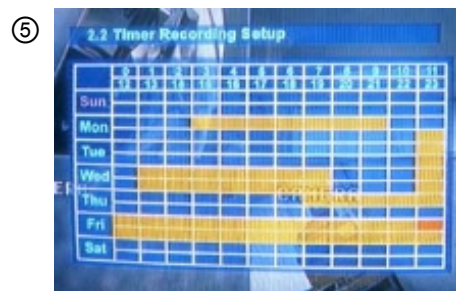 ⑤
2.2 Timer Recording Setup
0 1 2 3 4 5 6 7 8 9 10 11
12 13 14 15 16 17 18 19 20 21 22 23
Sun
Mon
Tue
Wed
CAMERA
Thu
Fri
Sat